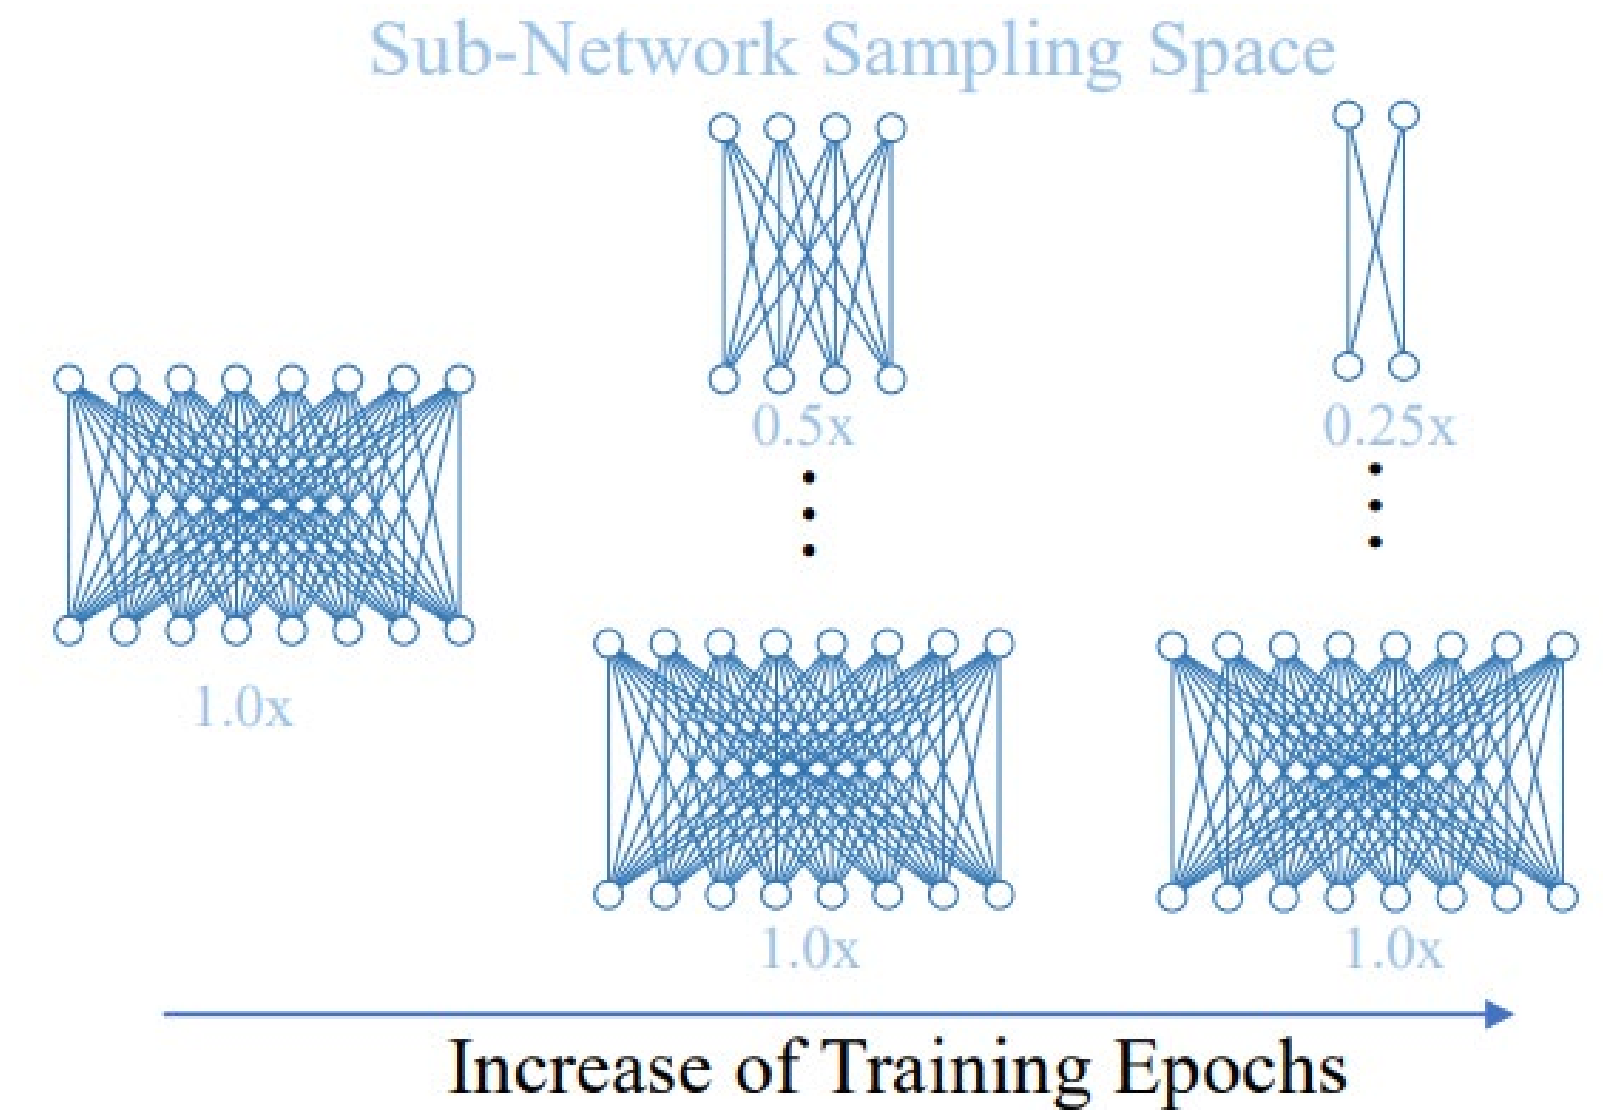 Sub-Network Sampling Space
0.5x
0.25x
1.0x
1.0x
1.0x
Increase of Training Epochs